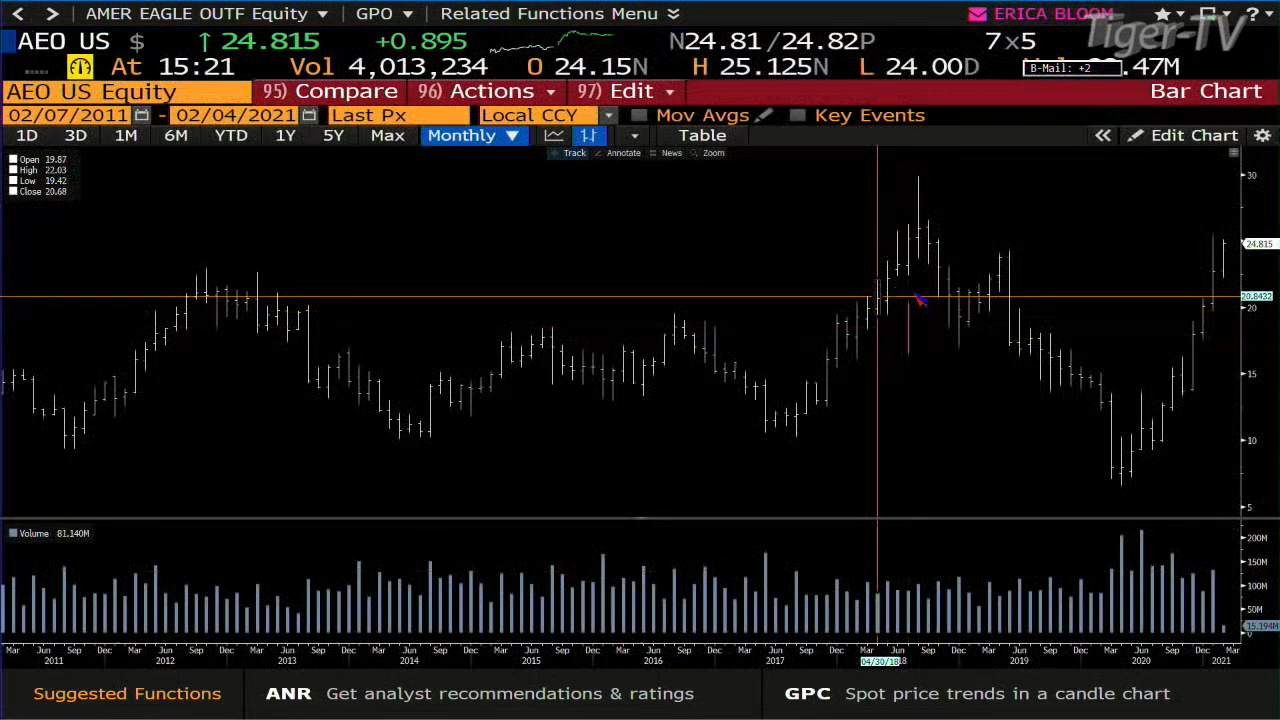 AMER EAGLE OUTF Equity GPO Related Functions Menu ERICA BLOOM
Tiger-TV
AEO US $ ↑ 24.815 +0.895 N24.81 /24.82P 7×5
At 15:21 Vol 4,013,234 O 24.15N H 25.125N L 24.00D .47M
B-Mail: +2
AEO US Equity 95) Compare 96) Actions 97) Edit Bar Chart
02/07/2011 - 02/04/2021 Last Px Local CCY Mov Avgs Key Events
1D 3D 1M 6M YTD 1Y 5Y Max Monthly ▼ Table « Edit Chart
Track Annotate News Zoom
Open 19.87
High 22.03
Low 19.42
Close 20.68
30
24.815
20.8432
20
15
10
5
Volume 81.140M
200M
150M
100M
50M
15.194M
0
Mar Jun Sep Dec Mar Jun Sep Dec Mar Jun Sep Dec Mar Jun Sep Dec Mar Jun Sep Dec Mar Jun Sep Dec Mar Jun Sep Dec Mar Jun Sep Dec Mar Jun Sep Dec Mar Jun Sep Dec Mar
2011 2012 2013 2014 2015 2016 2017 04/30/18 18 2019 2020 2021
Suggested Functions ANR Get analyst recommendations & ratings GPC Spot price trends in a candle chart